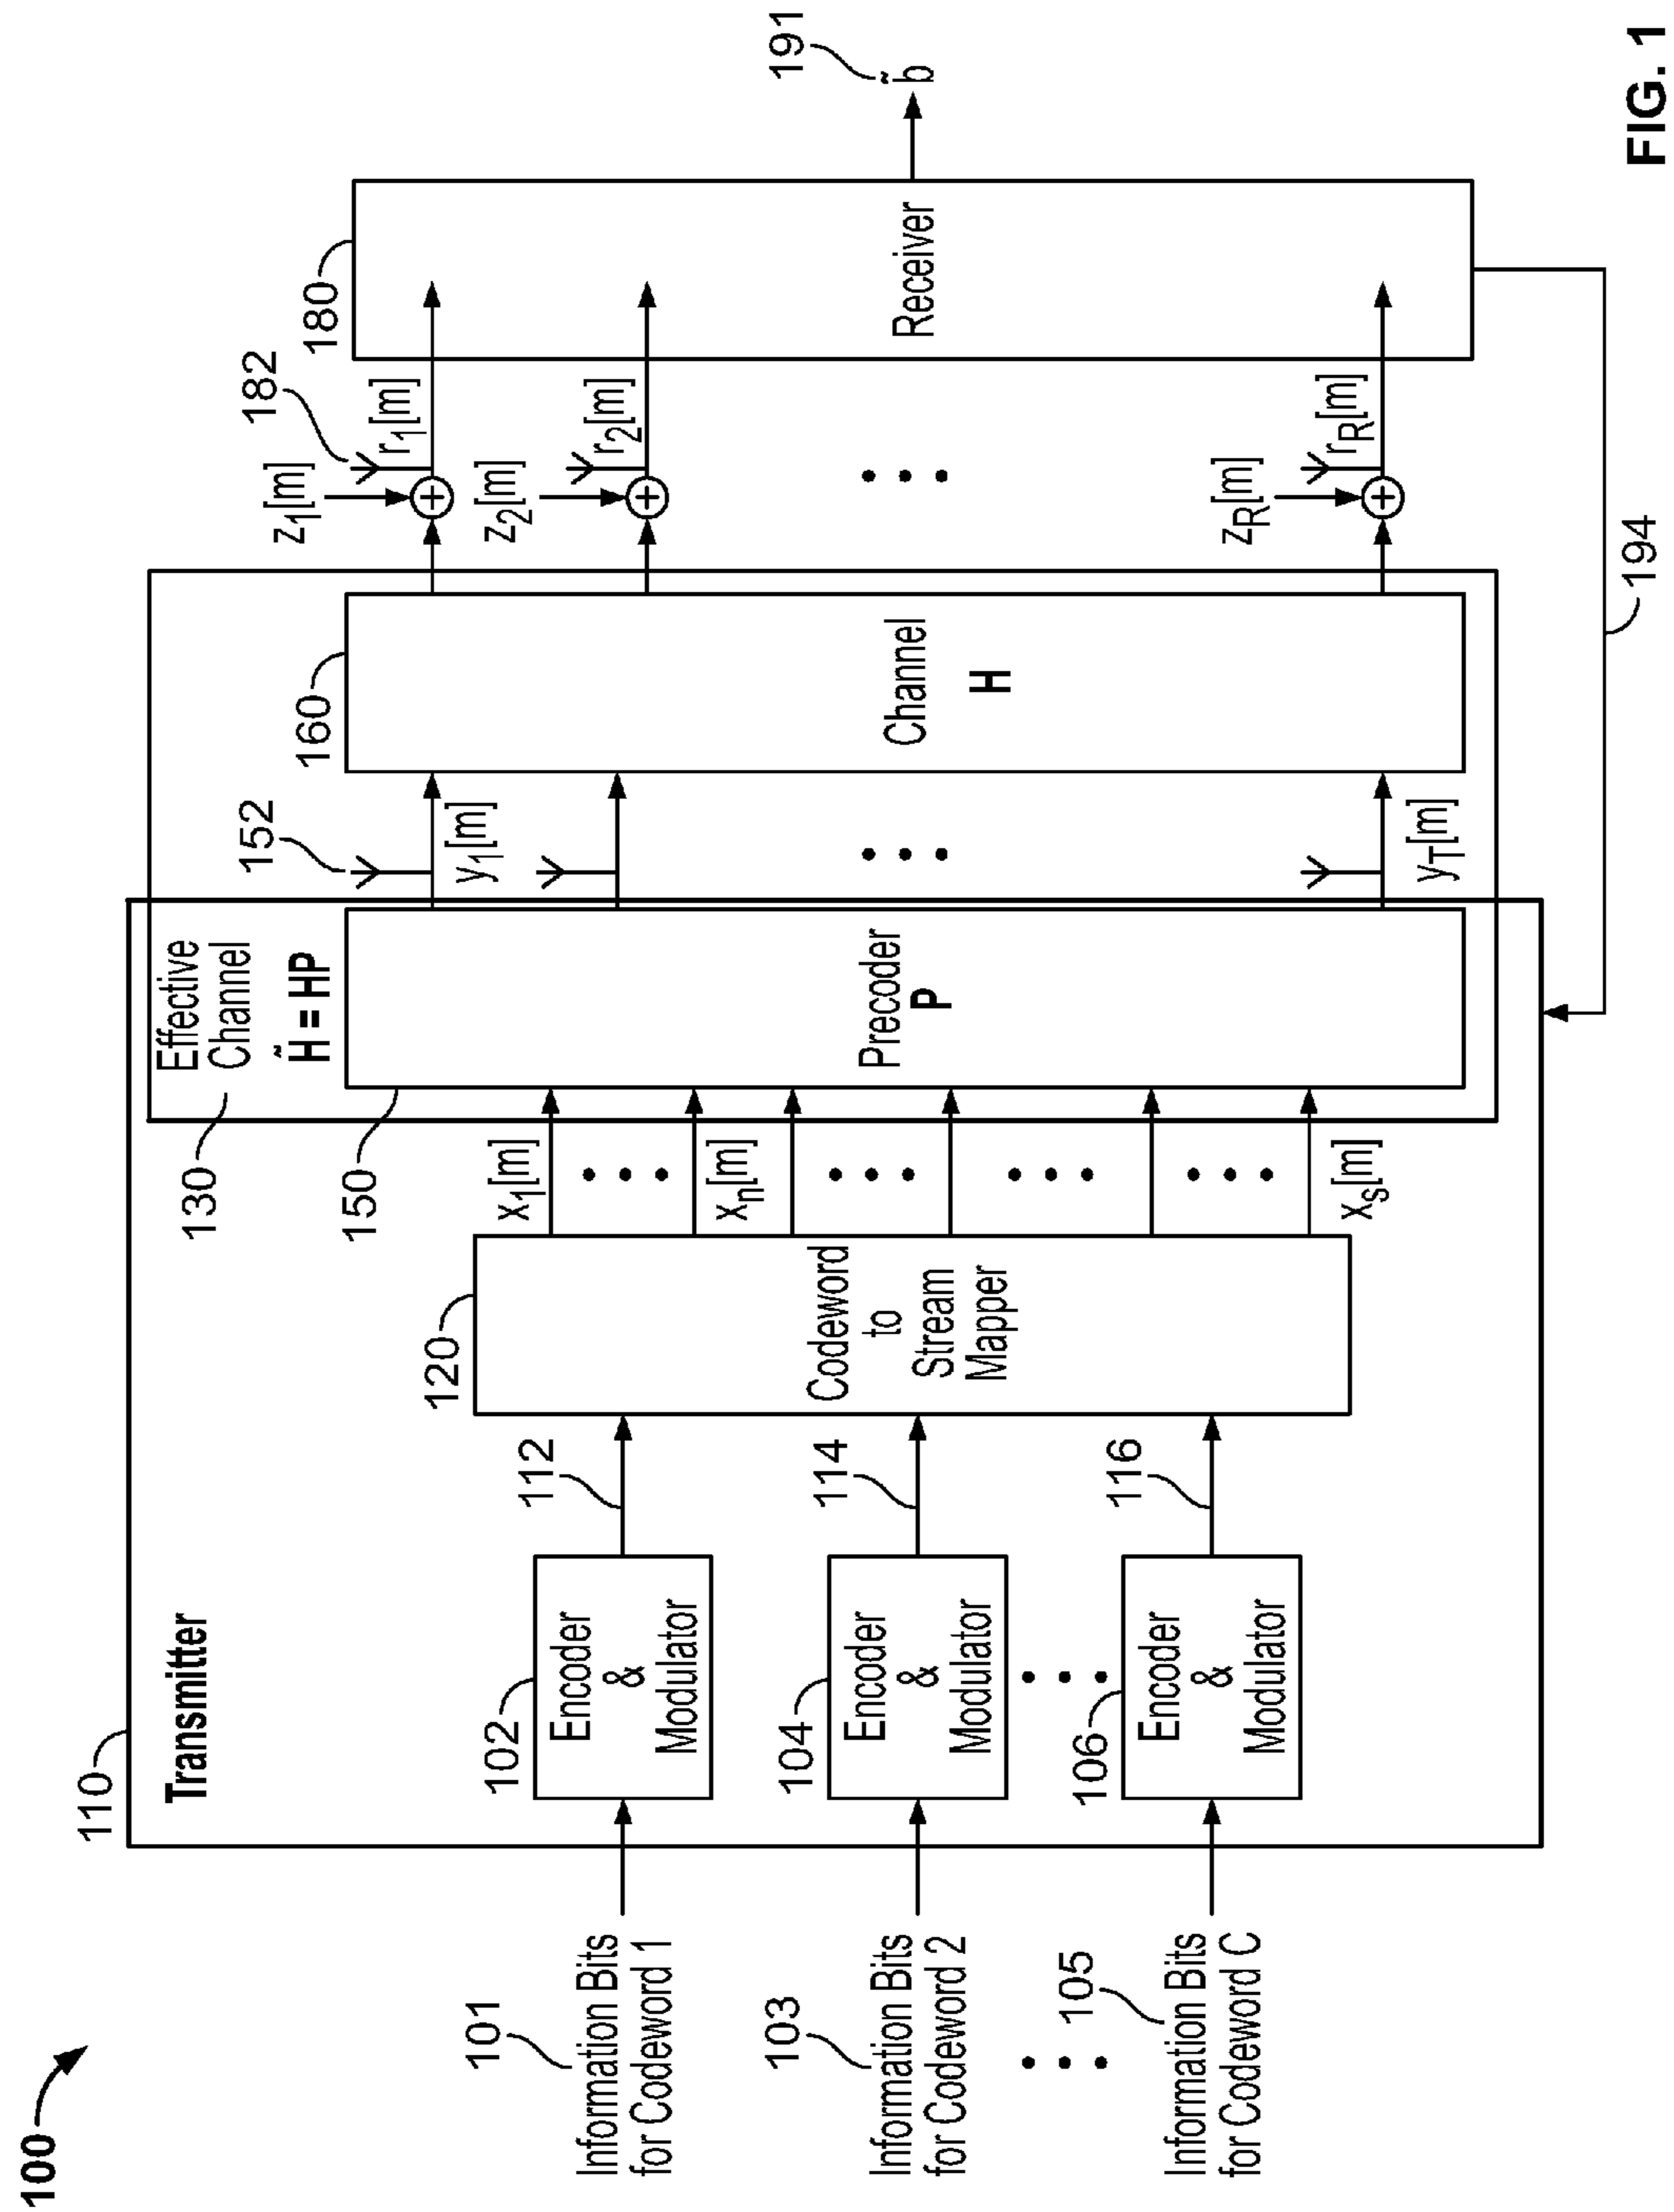 100
110
Transmitter
101
Information Bits
for Codeword 1
103
Information Bits
for Codeword 2
105
Information Bits
for Codeword C
102
Encoder
&
Modulator
104
Encoder
&
Modulator
106
Encoder
&
Modulator
112
114
116
120
Codeword
to
Stream
Mapper
x1[m]
xn[m]
xs[m]
130
Effective
Channel
H̃ = HP
150
Precoder
P
152
y1[m]
yT[m]
160
Channel
H
z1[m]
182
r1[m]
z2[m]
r2[m]
zR[m]
rR[m]
180
Receiver
191
b̃
194
FIG. 1